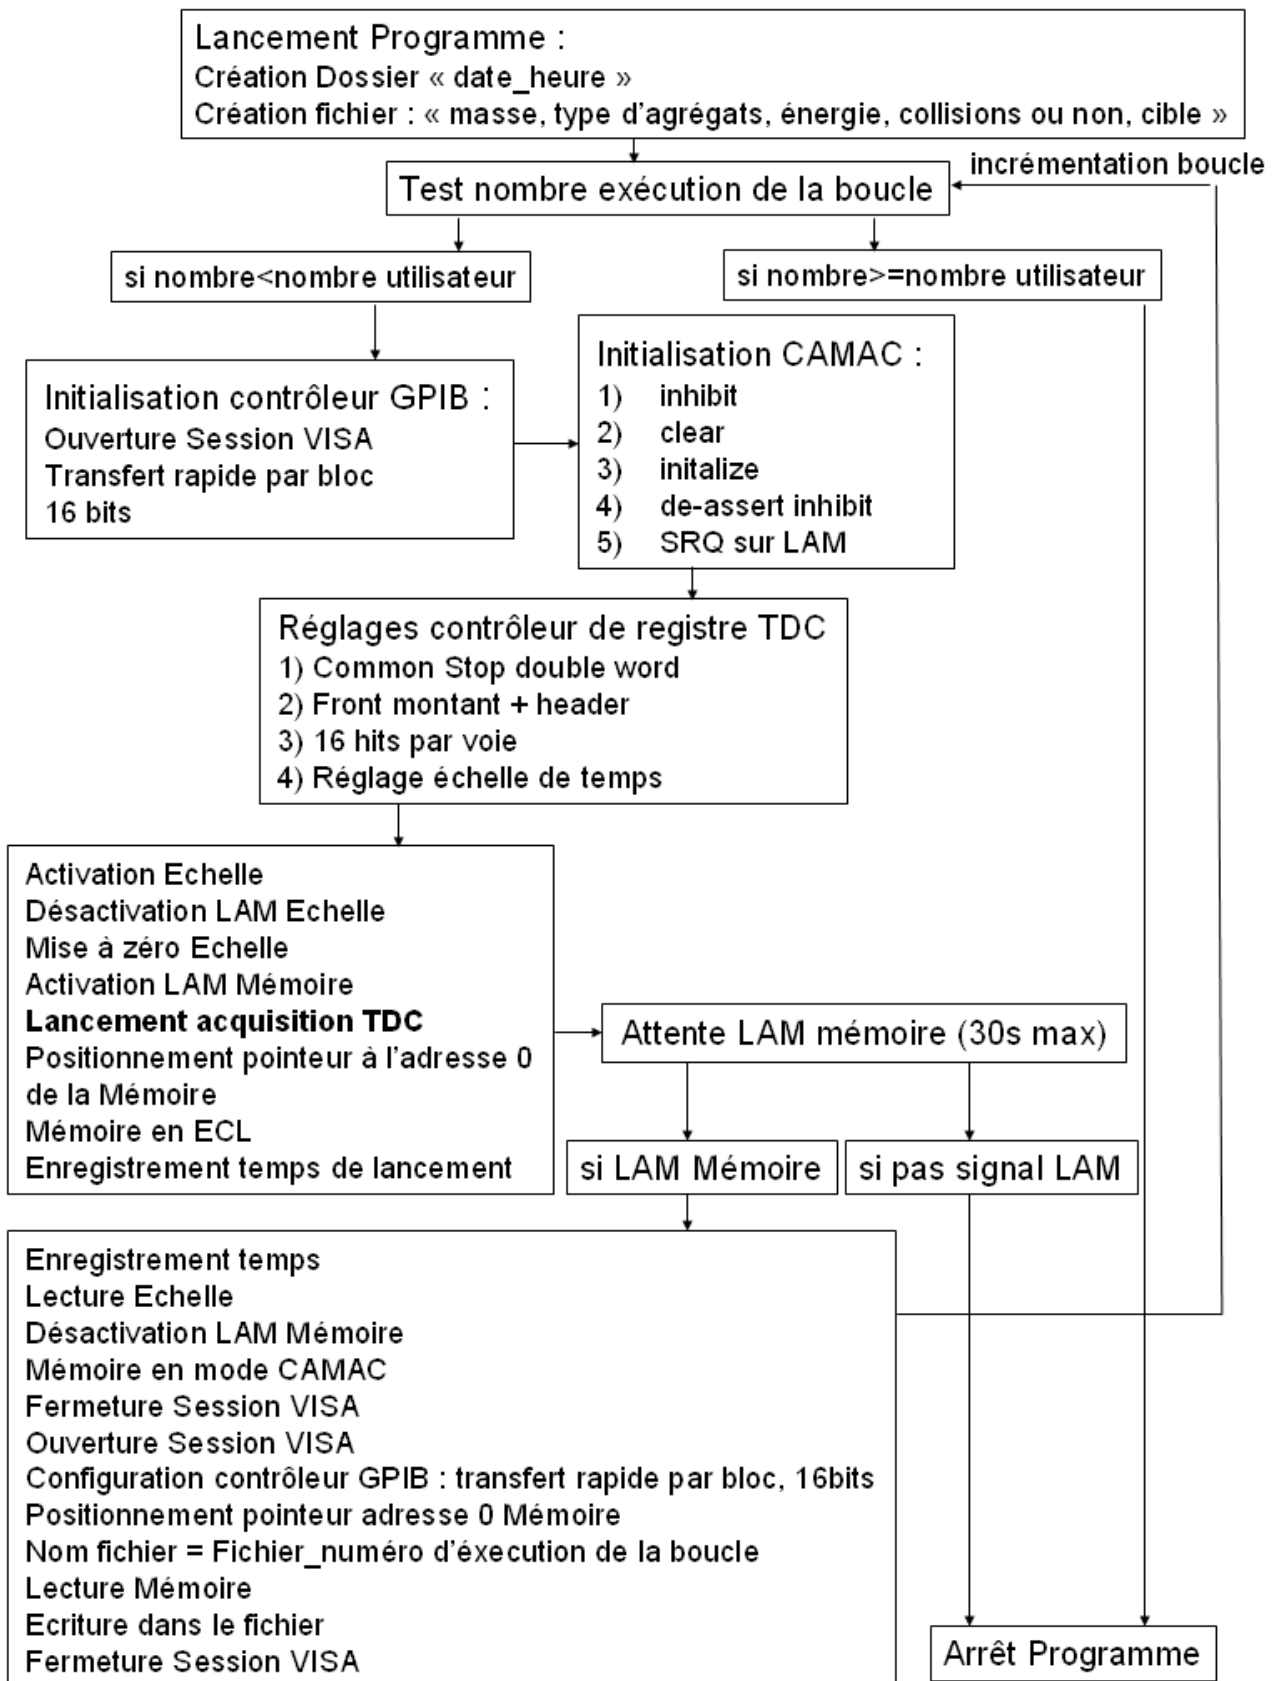 Lancement Programme :
Création Dossier « date_heure »
Création fichier : « masse, type d'agrégats, énergie, collisions ou non, cible »
incrémentation boucle
Test nombre exécution de la boucle
si nombre<nombre utilisateur
si nombre>=nombre utilisateur
Initialisation contrôleur GPIB :
Ouverture Session VISA
Transfert rapide par bloc
16 bits
Initialisation CAMAC :
1) inhibit
2) clear
3) initalize
4) de-assert inhibit
5) SRQ sur LAM
Réglages contrôleur de registre TDC
1) Common Stop double word
2) Front montant + header
3) 16 hits par voie
4) Réglage échelle de temps
Activation Echelle
Désactivation LAM Echelle
Mise à zéro Echelle
Activation LAM Mémoire
Lancement acquisition TDC
Positionnement pointeur à l'adresse 0
de la Mémoire
Mémoire en ECL
Enregistrement temps de lancement
Attente LAM mémoire (30s max)
si LAM Mémoire
si pas signal LAM
Enregistrement temps
Lecture Echelle
Désactivation LAM Mémoire
Mémoire en mode CAMAC
Fermeture Session VISA
Ouverture Session VISA
Configuration contrôleur GPIB : transfert rapide par bloc, 16bits
Positionnement pointeur adresse 0 Mémoire
Nom fichier = Fichier_numéro d'éxecution de la boucle
Lecture Mémoire
Ecriture dans le fichier
Fermeture Session VISA
Arrêt Programme